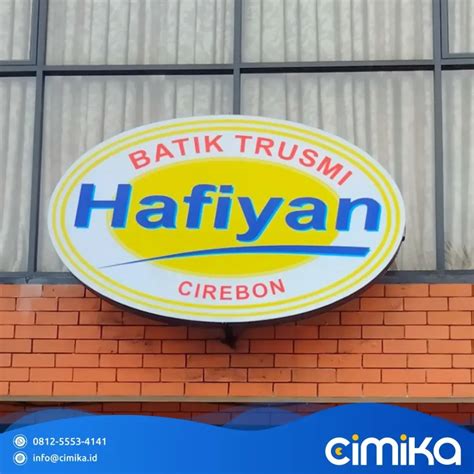 BATIK TRUSMI
Hafiyan
CIREBON
0812-5553-4141
info@cimika.id
cimika